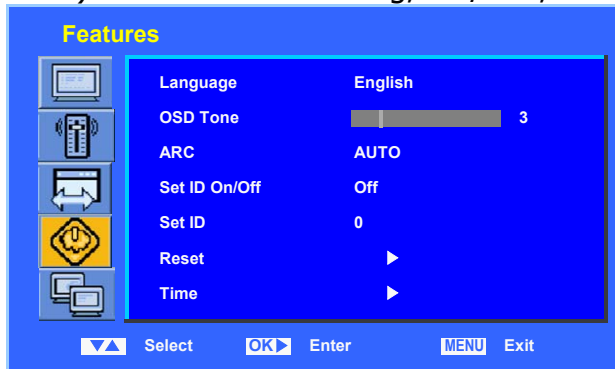 Features
Language English
OSD Tone 3
ARC AUTO
Set ID On/Off Off
Set ID 0
Reset
Time
Select OK Enter MENU Exit